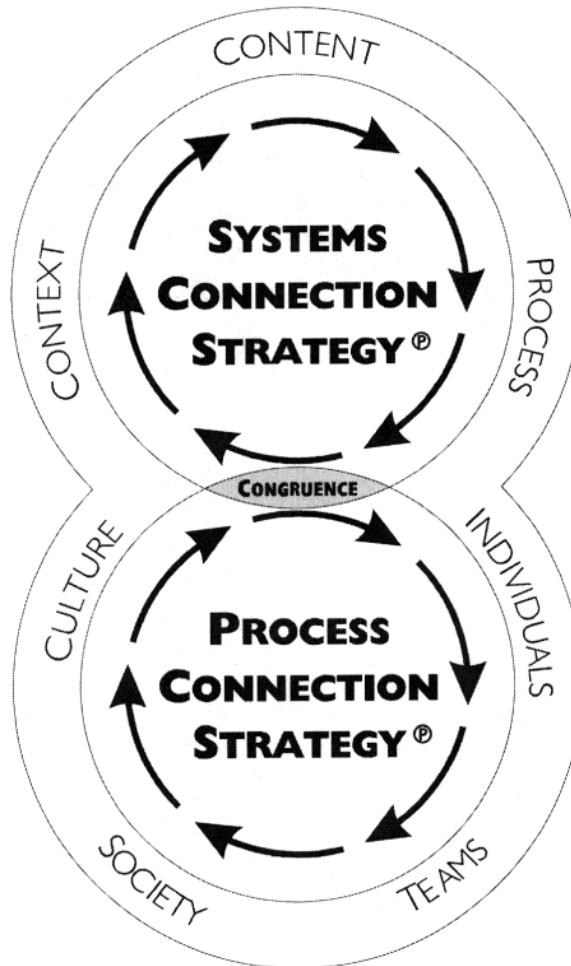 CONTENT
CONTEXT
PROCESS
SYSTEMS
CONNECTION
STRATEGY ℗
CONGRUENCE
CULTURE
INDIVIDUALS
PROCESS
CONNECTION
STRATEGY ℗
SOCIETY
TEAMS